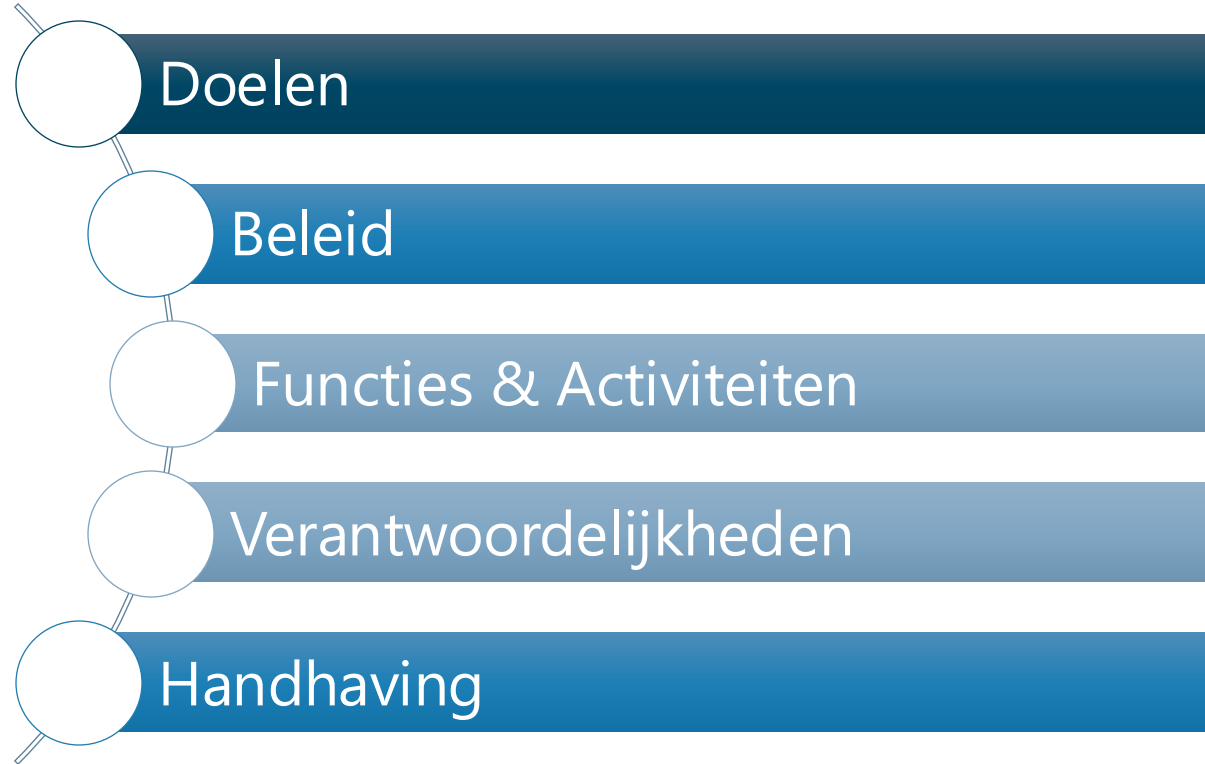 Doelen
Beleid
Functies & Activiteiten
Verantwoordelijkheden
Handhaving